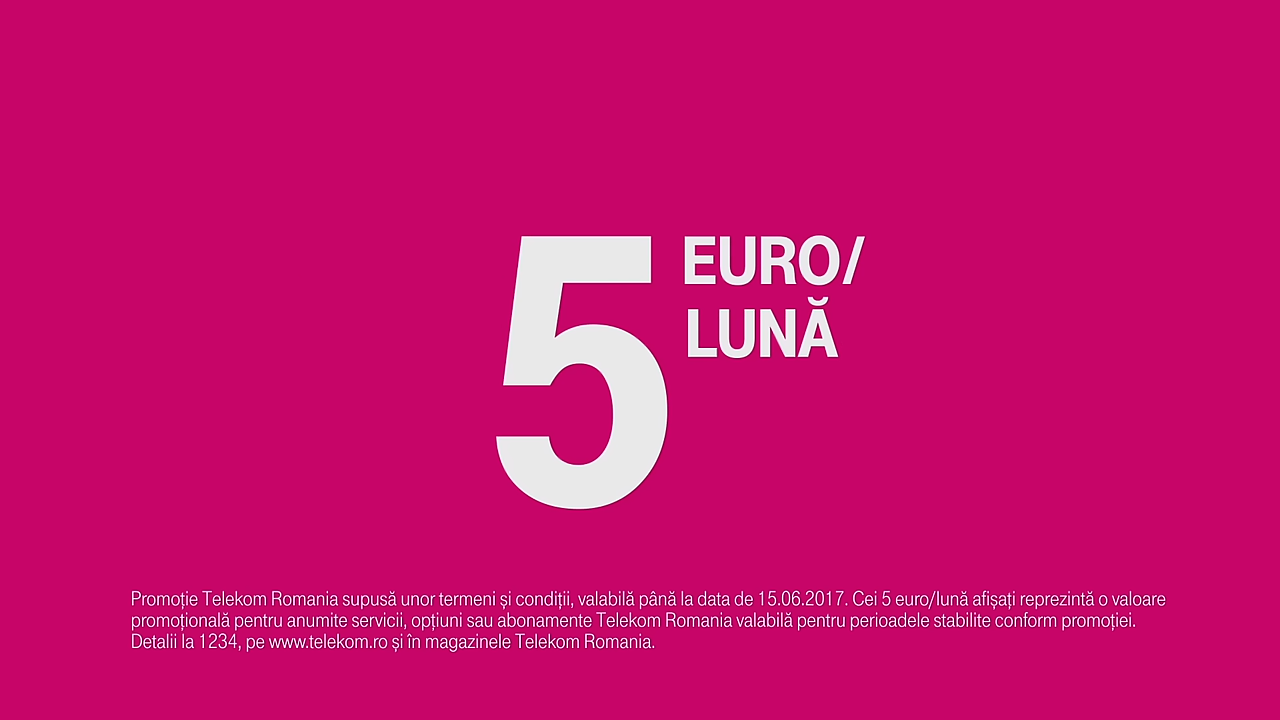 5 EURO/
LUNĂ
Promoție Telekom Romania supusă unor termeni și condiții, valabilă până la data de 15.06.2017. Cei 5 euro/lună afișați reprezintă o valoare
promoțională pentru anumite servicii, opțiuni sau abonamente Telekom Romania valabilă pentru perioadele stabilite conform promoției.
Detalii la 1234, pe www.telekom.ro și în magazinele Telekom Romania.